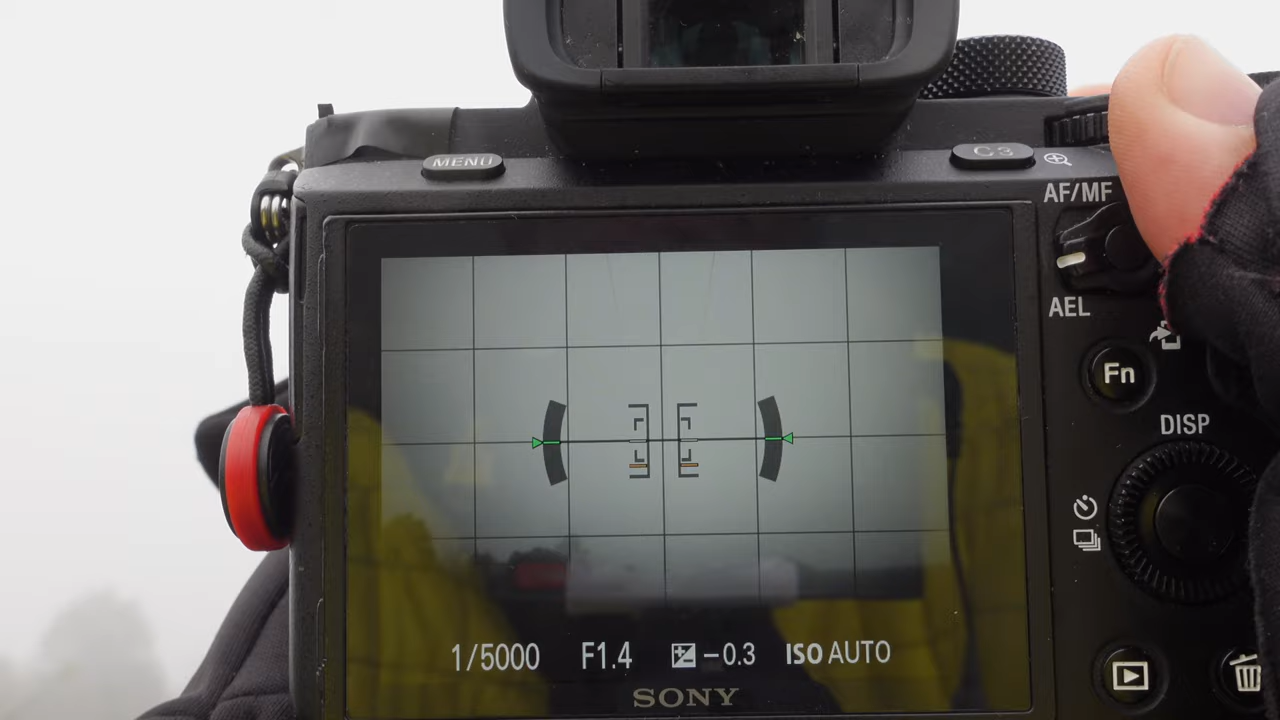 MENU
C3
AF/MF
AEL
Fn
DISP
1/5000 F1.4 -0.3 ISO AUTO
SONY